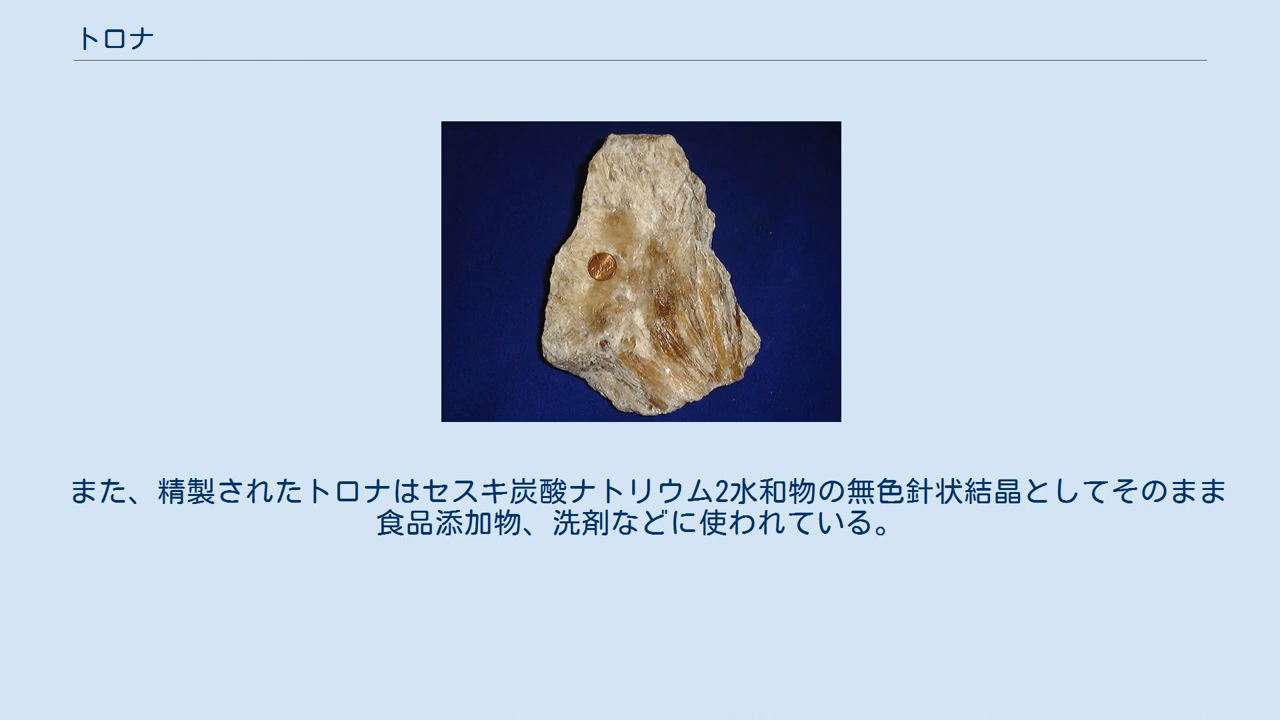 トロナ
また、精製されたトロナはセスキ炭酸ナトリウム2水和物の無色針状結晶としてそのまま
食品添加物、洗剤などに使われている。